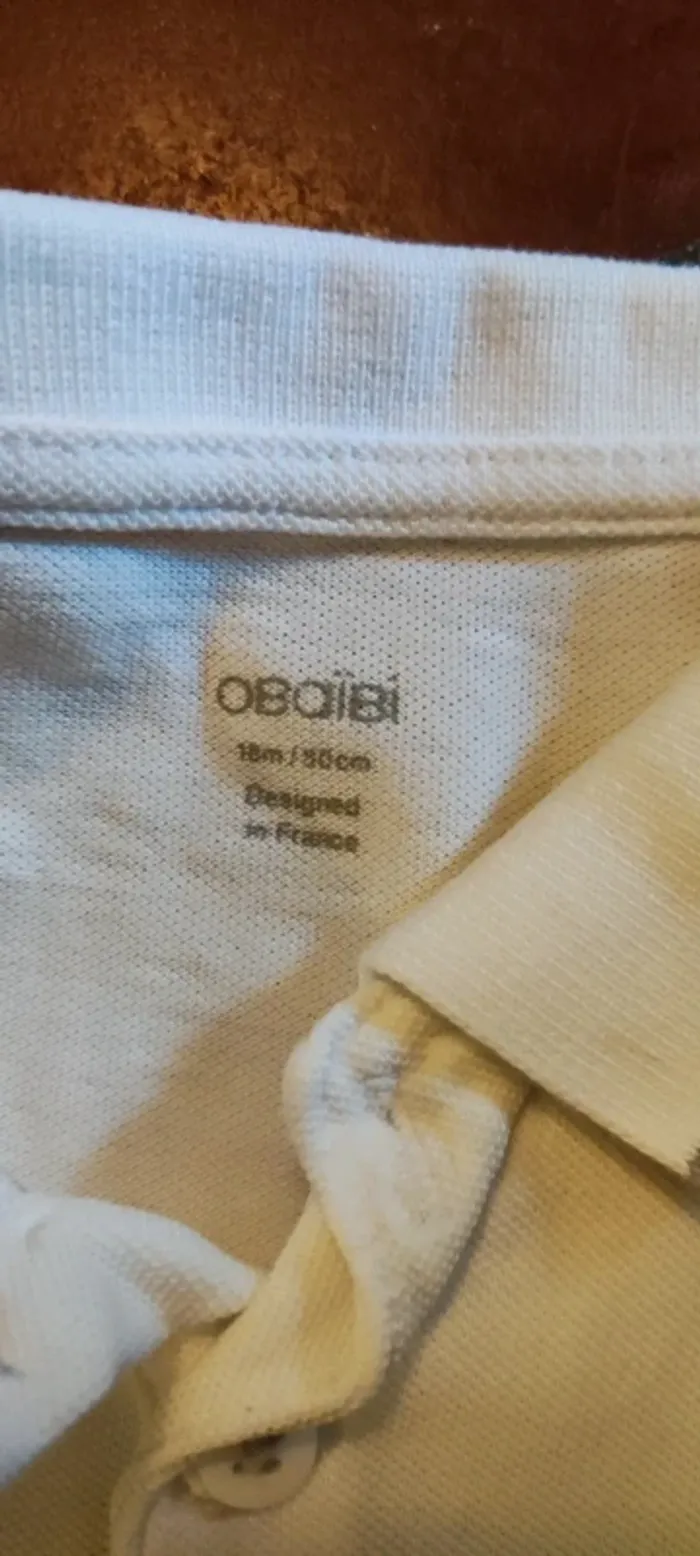 OBaïBi
18m / 80cm
Designed
in France